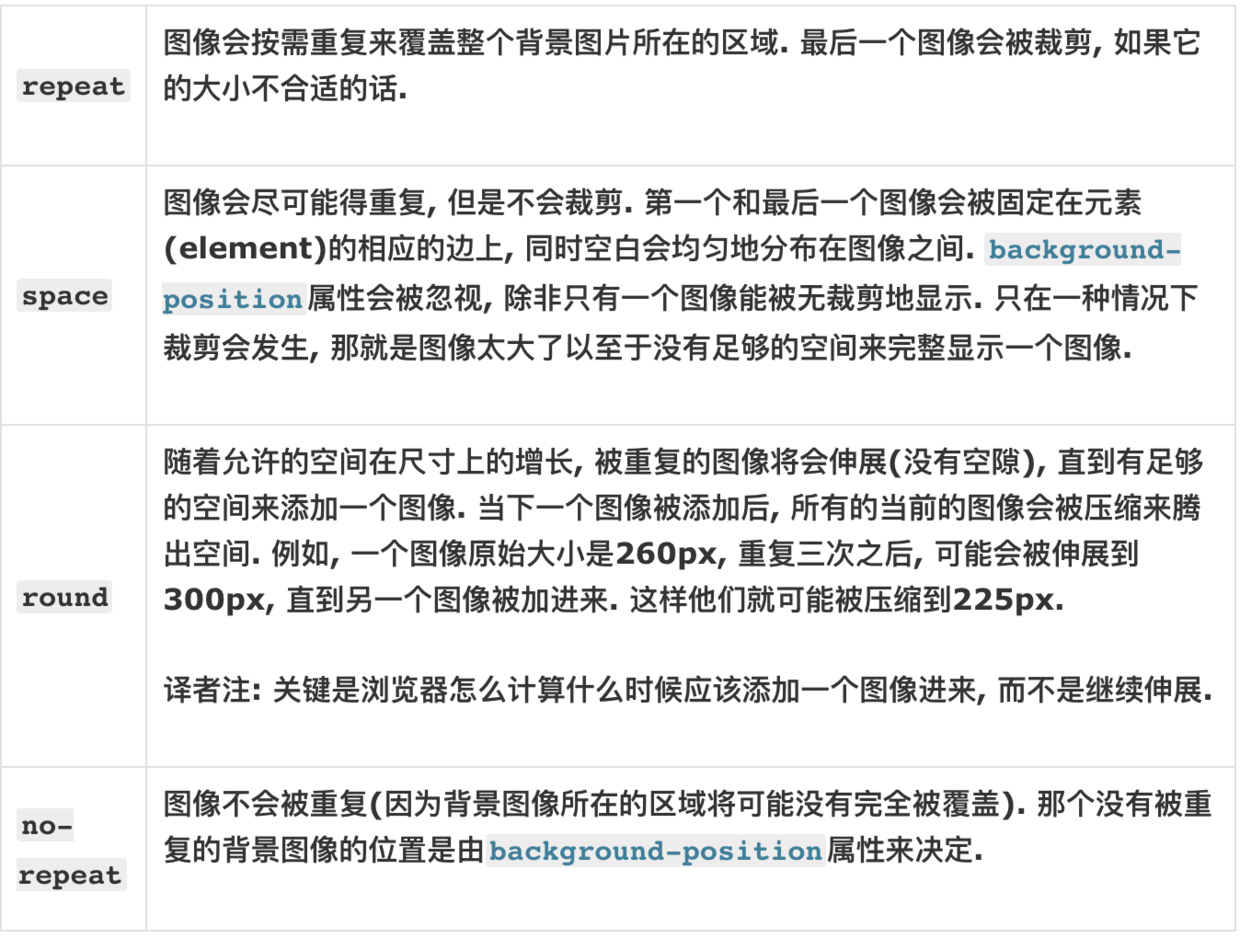 repeat
图像会按需重复来覆盖整个背景图片所在的区域. 最后一个图像会被裁剪, 如果它
的大小不合适的话.
space
图像会尽可能得重复, 但是不会裁剪. 第一个和最后一个图像会被固定在元素
(element)的相应的边上, 同时空白会均匀地分布在图像之间. background-
position属性会被忽视, 除非只有一个图像能被无裁剪地显示. 只在一种情况下
裁剪会发生, 那就是图像太大了以至于没有足够的空间来完整显示一个图像.
round
随着允许的空间在尺寸上的增长, 被重复的图像将会伸展(没有空隙), 直到有足够
的空间来添加一个图像. 当下一个图像被添加后, 所有的当前的图像会被压缩来腾
出空间. 例如, 一个图像原始大小是260px, 重复三次之后, 可能会被伸展到
300px, 直到另一个图像被加进来. 这样他们就可能被压缩到225px.
译者注: 关键是浏览器怎么计算什么时候应该添加一个图像进来, 而不是继续伸展.
no-
repeat
图像不会被重复(因为背景图像所在的区域将可能没有完全被覆盖). 那个没有被重
复的背景图像的位置是由background-position属性来决定.